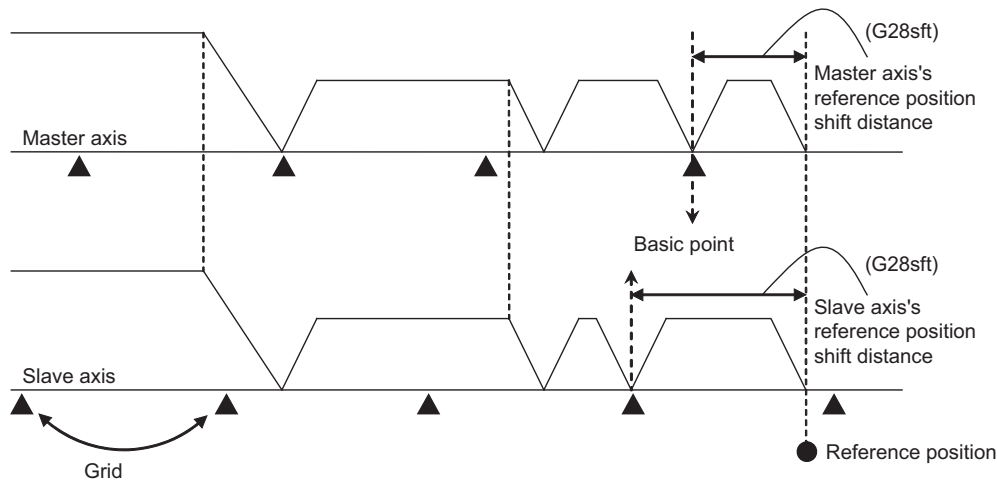 (G28sft)
Master axis's
reference position
shift distance
Master axis
Basic point
(G28sft)
Slave axis's
reference position
shift distance
Slave axis
Reference position
Grid